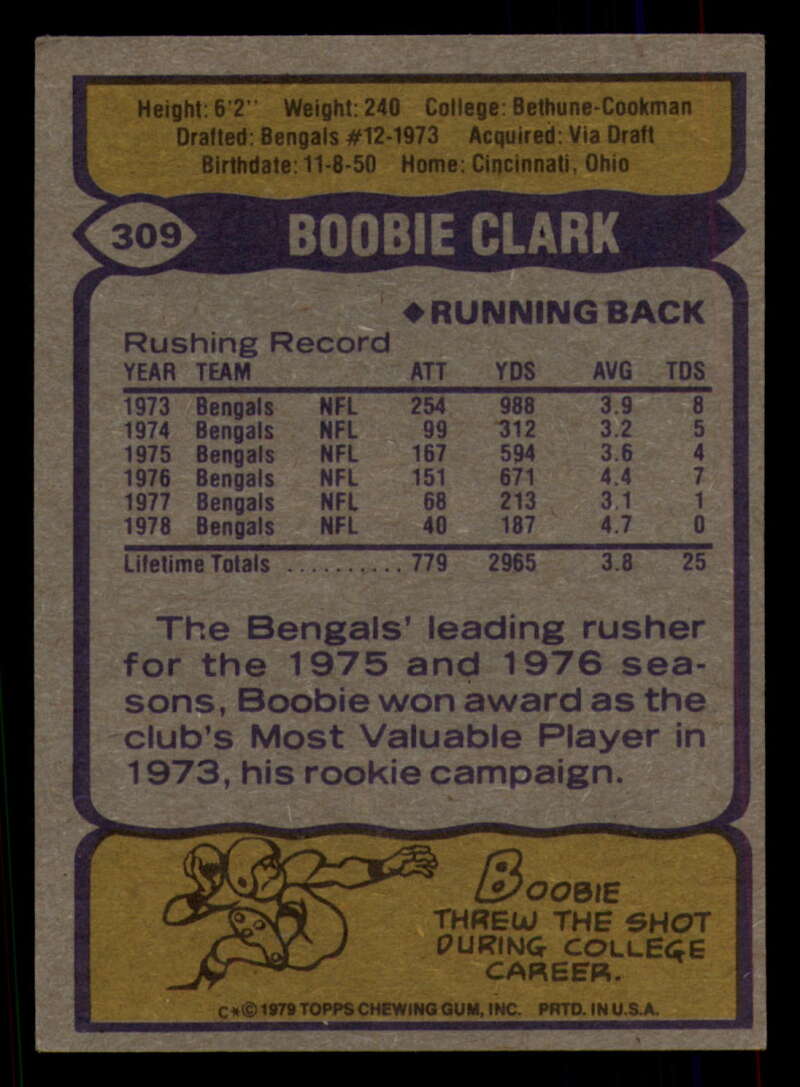 Height: 6'2" Weight: 240 College: Bethune-Cookman
Drafted: Bengals #12-1973 Acquired: Via Draft
Birthdate: 11-8-50 Home: Cincinnati, Ohio
309 BOOBIE CLARK
◆RUNNING BACK
Rushing Record
YEAR TEAM ATT YDS AVG TDS
1973 Bengals NFL 254 988 3.9 8
1974 Bengals NFL 99 312 3.2 5
1975 Bengals NFL 167 594 3.6 4
1976 Bengals NFL 151 671 4.4 7
1977 Bengals NFL 68 213 3.1 1
1978 Bengals NFL 40 187 4.7 0
Lifetime Totals .......... 779 2965 3.8 25
The Bengals' leading rusher
for the 1975 and 1976 sea-
sons, Boobie won award as the
club's Most Valuable Player in
1973, his rookie campaign.
BOOBIE
THREW THE SHOT
DURING COLLEGE
CAREER.
C*© 1979 TOPPS CHEWING GUM, INC. PRTD. IN U.S.A.